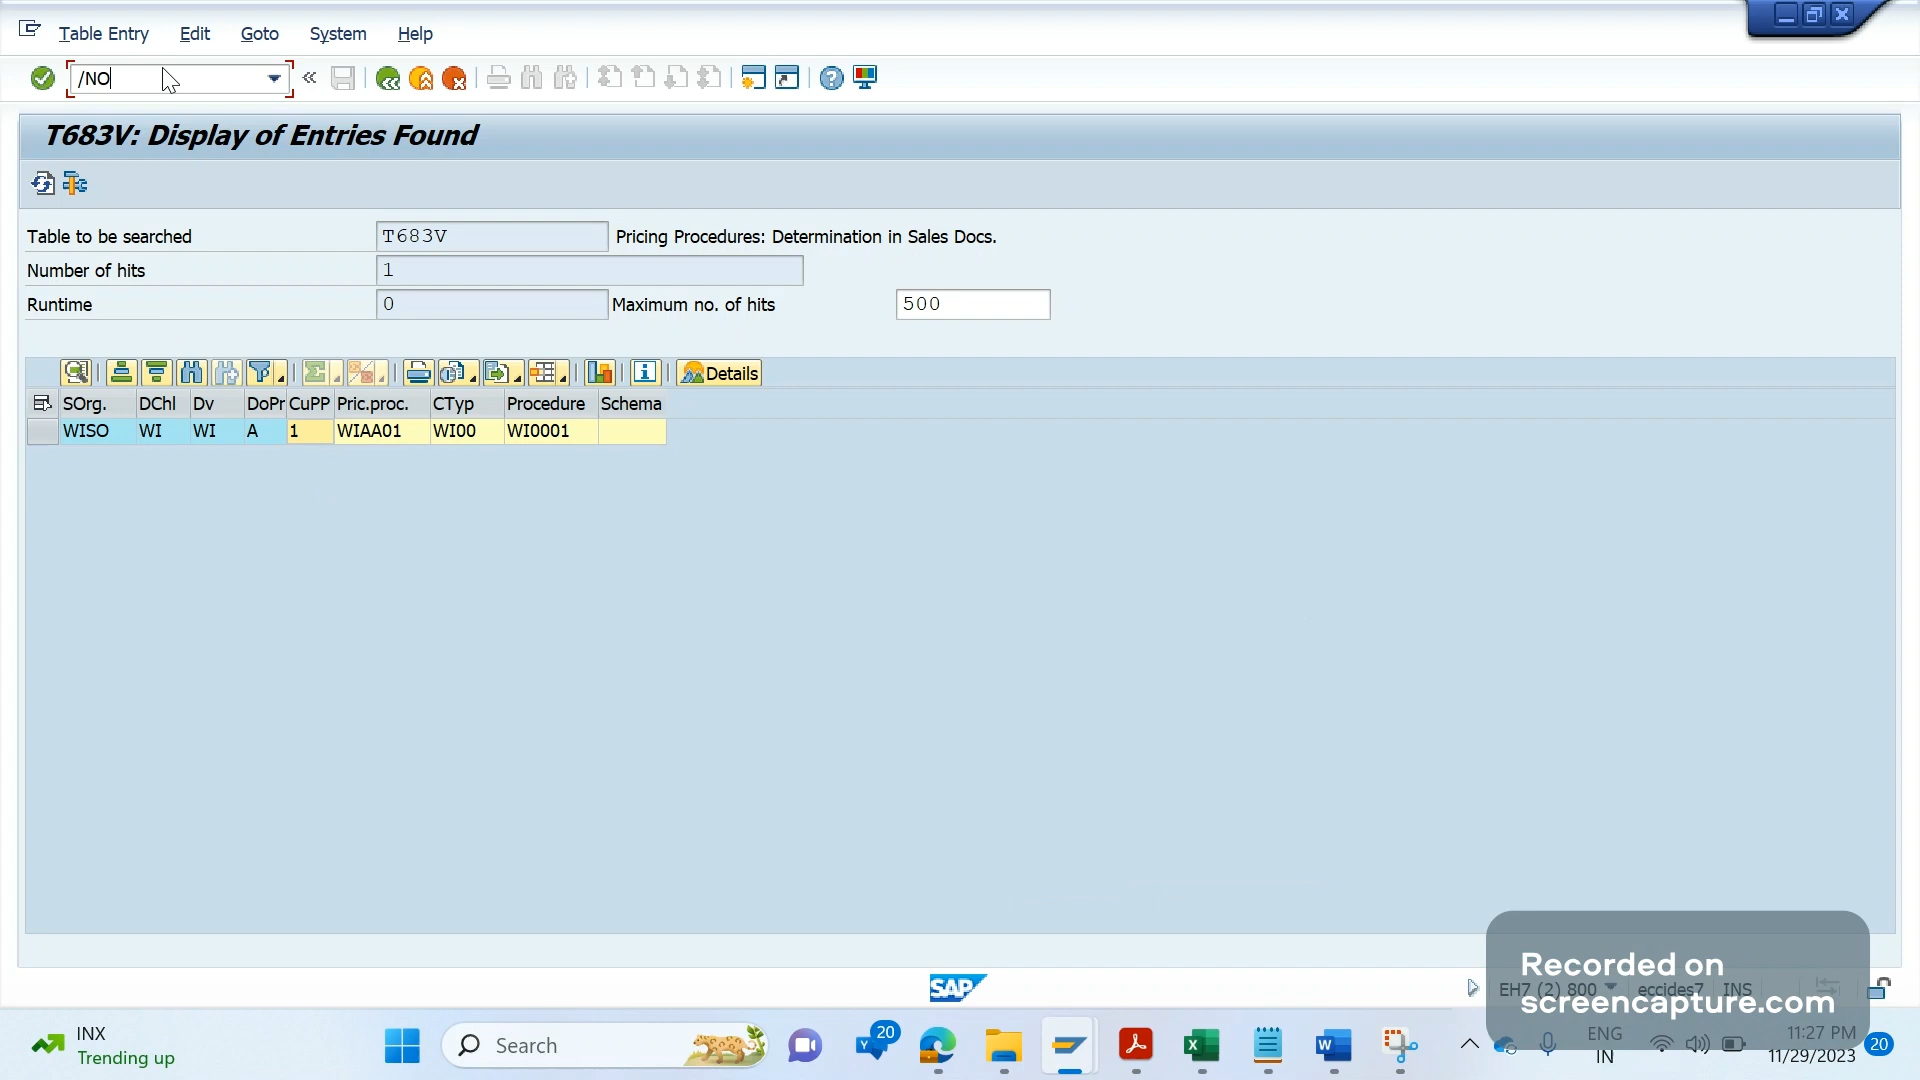 Table Entry Edit Goto System Help
/NO
T683V: Display of Entries Found
Table to be searched T683V Pricing Procedures: Determination in Sales Docs.
Number of hits 1
Runtime 0 Maximum no. of hits 500
Details
SOrg. DChl Dv DoPr CuPP Pric.proc. CTyp Procedure Schema
WISO WI WI A 1 WIAA01 WI00 WI0001
SAP
EH7 (2) 800 eccides7 INS
Recorded on
screencapture.com
INX
Trending up
Search
20
ENG
IN
11:27 PM
11/29/2023
20